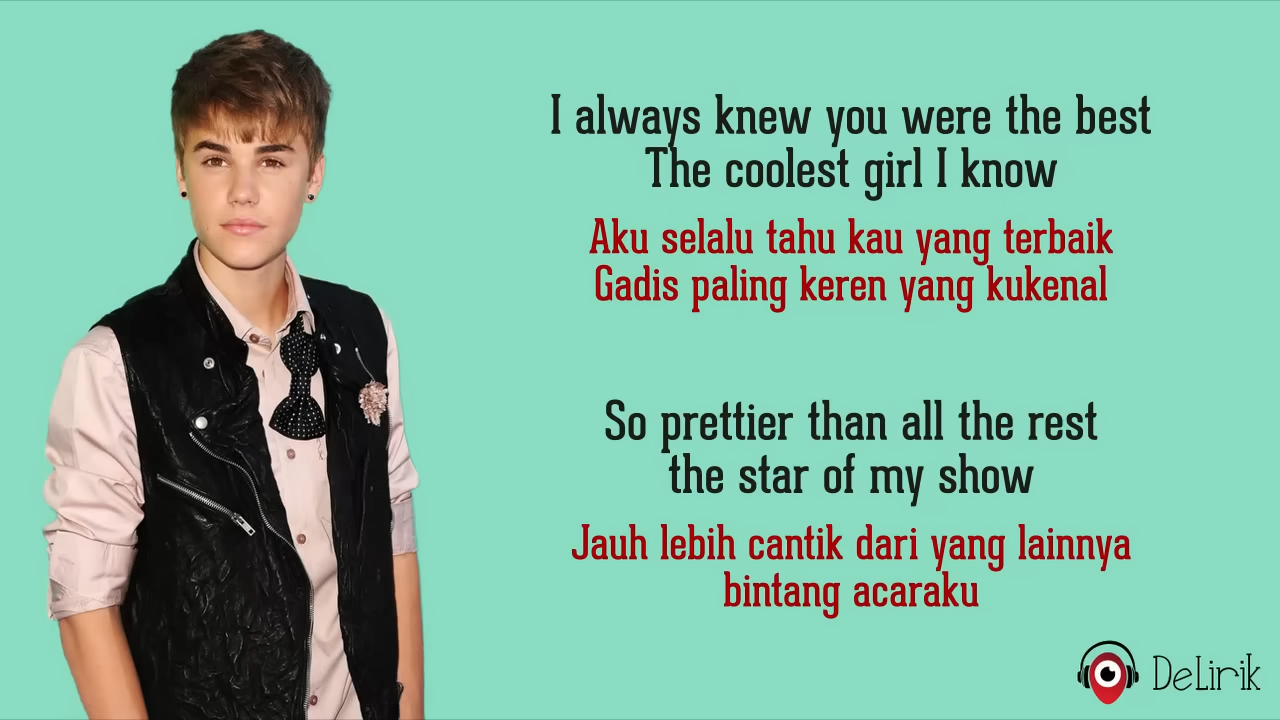 I always knew you were the best
The coolest girl I know
Aku selalu tahu kau yang terbaik
Gadis paling keren yang kukenal
So prettier than all the rest
the star of my show
Jauh lebih cantik dari yang lainnya
bintang acaraku
DeLirik